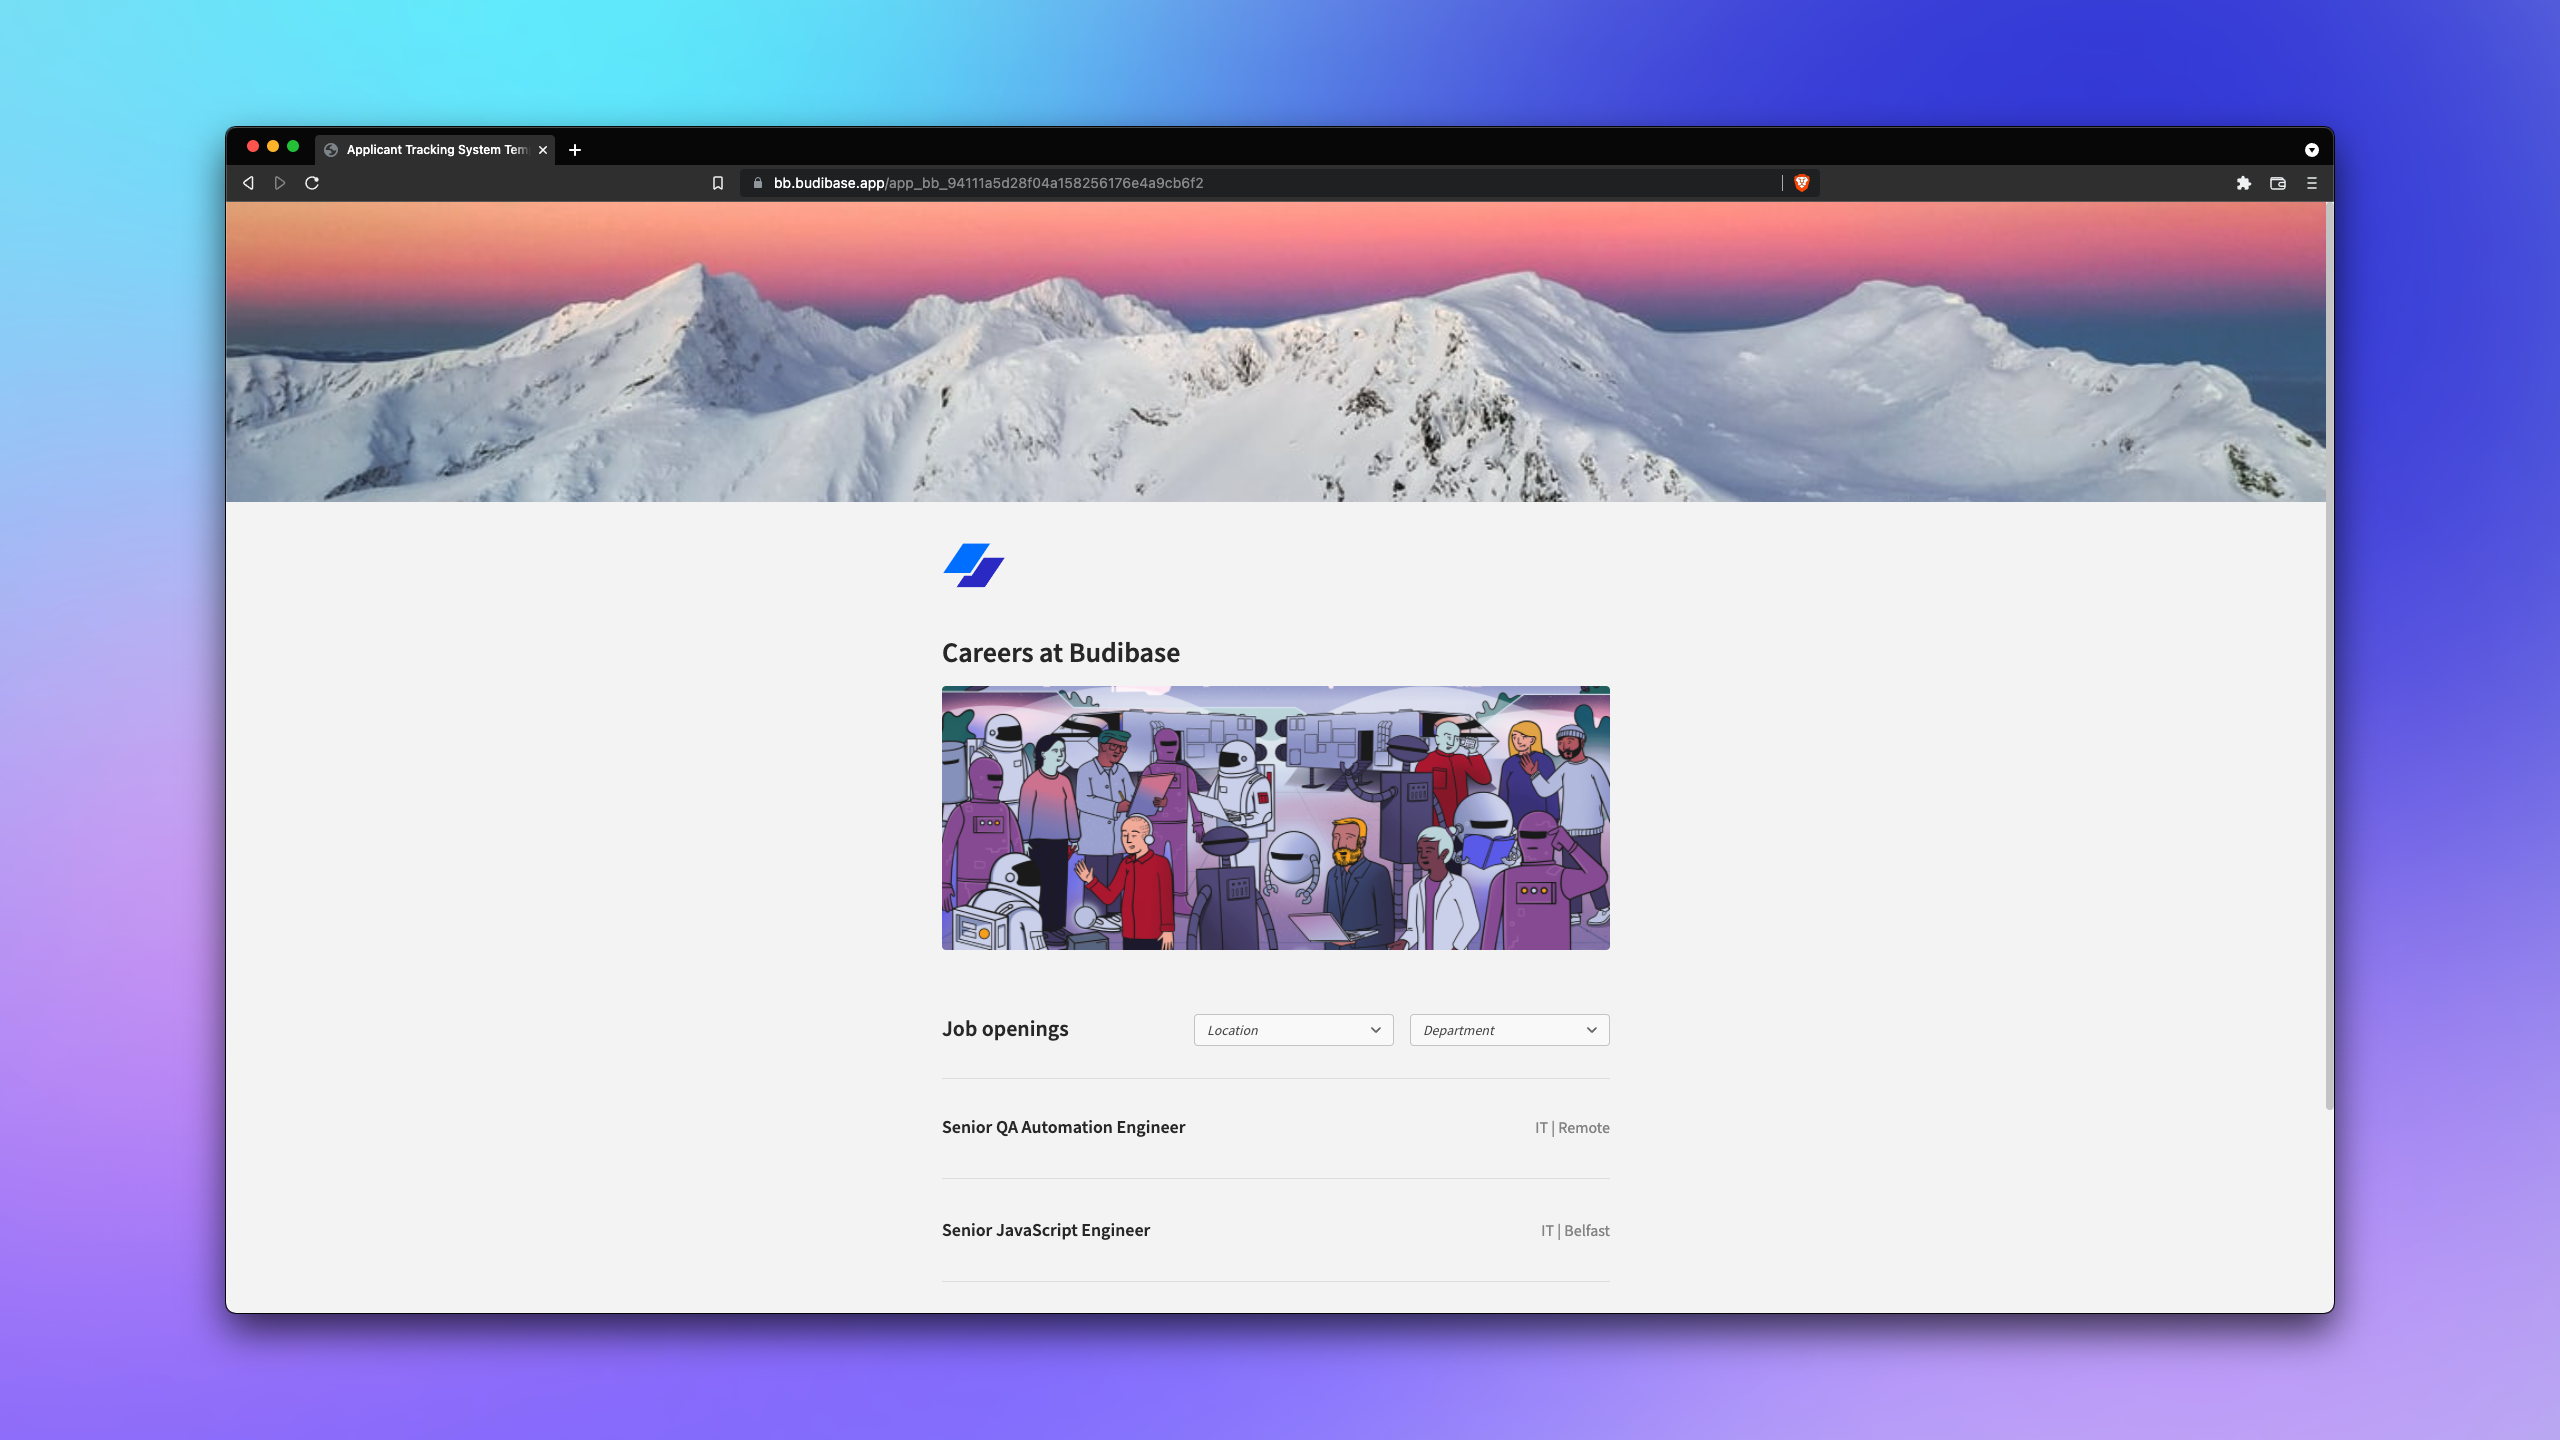 Applicant Tracking System Tem
bb.budibase.app/app_bb_94111a5d28f04a158256176e4a9cb6f2
Careers at Budibase
Job openings
Location
Department
Senior QA Automation Engineer
IT | Remote
Senior JavaScript Engineer
IT | Belfast